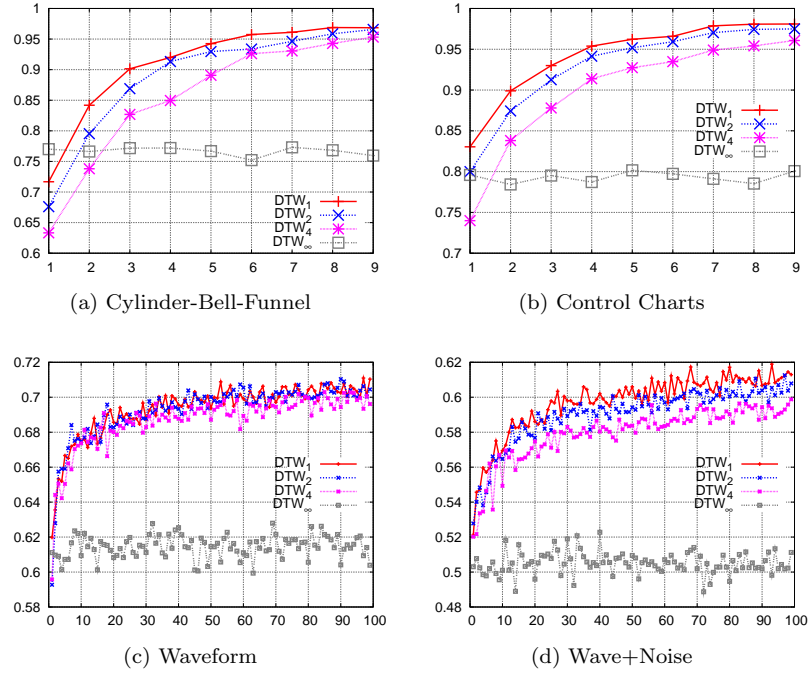 1
0.95
0.9
0.85
0.8
0.75
0.7
0.65
0.6
1 2 3 4 5 6 7 8 9
DTW1
DTW2
DTW4
DTW∞
(a) Cylinder-Bell-Funnel
1
0.95
0.9
0.85
0.8
0.75
0.7
1 2 3 4 5 6 7 8 9
DTW1
DTW2
DTW4
DTW∞
(b) Control Charts
0.72
0.7
0.68
0.66
0.64
0.62
0.6
0.58
0 10 20 30 40 50 60 70 80 90 100
DTW1
DTW2
DTW4
DTW∞
(c) Waveform
0.62
0.6
0.58
0.56
0.54
0.52
0.5
0.48
0 10 20 30 40 50 60 70 80 90 100
DTW1
DTW2
DTW4
DTW∞
(d) Wave+Noise